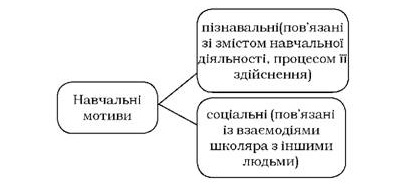 пізнавальні(пов’язані
зі змістом навчальної
діяльності, процесом її
здійснення)
Навчальні
мотиви
соціальні (пов’язані
із взаємодіями
школяра з іншими
людьми)